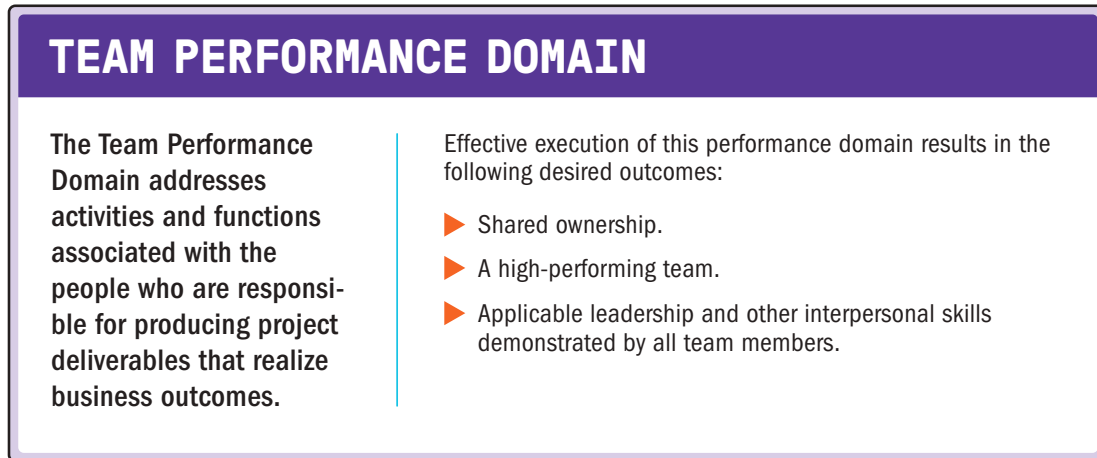 TEAM PERFORMANCE DOMAIN
The Team Performance
Domain addresses
activities and functions
associated with the
people who are responsi-
ble for producing project
deliverables that realize
business outcomes.
Effective execution of this performance domain results in the
following desired outcomes:
Shared ownership.
A high-performing team.
Applicable leadership and other interpersonal skills
demonstrated by all team members.